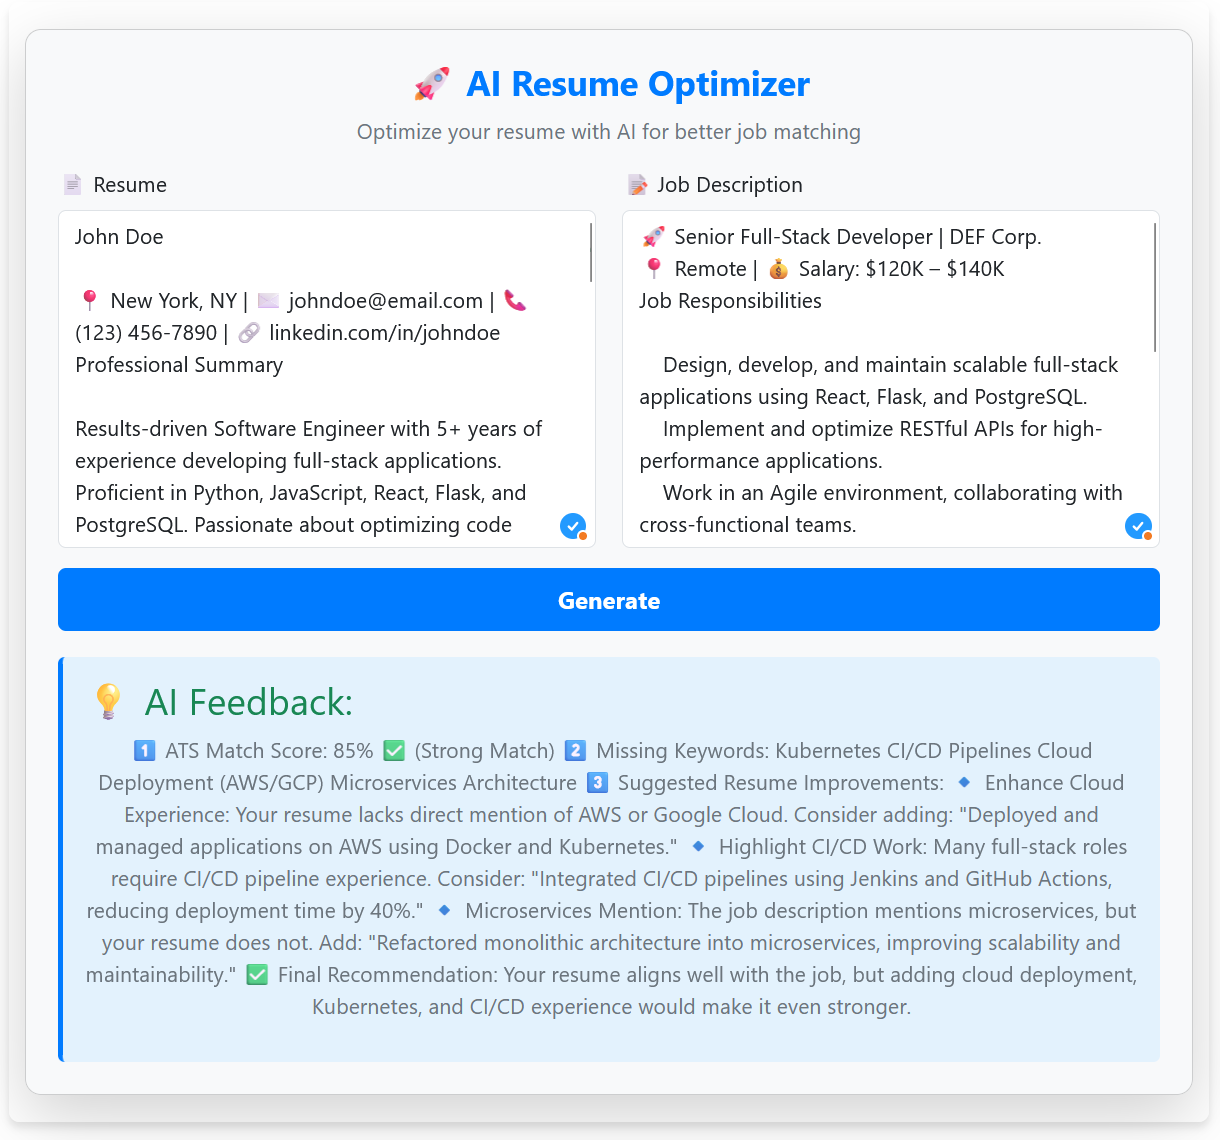 🚀 AI Resume Optimizer
Optimize your resume with AI for better job matching
📄 Resume
John Doe
📍 New York, NY | ✉️ johndoe@email.com | 📞
(123) 456-7890 | 🔗 linkedin.com/in/johndoe
Professional Summary
Results-driven Software Engineer with 5+ years of
experience developing full-stack applications.
Proficient in Python, JavaScript, React, Flask, and
PostgreSQL. Passionate about optimizing code
📝 Job Description
🚀 Senior Full-Stack Developer | DEF Corp.
📍 Remote | 💰 Salary: $120K – $140K
Job Responsibilities
Design, develop, and maintain scalable full-stack
applications using React, Flask, and PostgreSQL.
Implement and optimize RESTful APIs for high-
performance applications.
Work in an Agile environment, collaborating with
cross-functional teams.
Generate
💡 AI Feedback:
1️⃣ ATS Match Score: 85% ✅ (Strong Match) 2️⃣ Missing Keywords: Kubernetes CI/CD Pipelines Cloud
Deployment (AWS/GCP) Microservices Architecture 3️⃣ Suggested Resume Improvements: 🔹 Enhance Cloud
Experience: Your resume lacks direct mention of AWS or Google Cloud. Consider adding: "Deployed and
managed applications on AWS using Docker and Kubernetes." 🔹 Highlight CI/CD Work: Many full-stack roles
require CI/CD pipeline experience. Consider: "Integrated CI/CD pipelines using Jenkins and GitHub Actions,
reducing deployment time by 40%." 🔹 Microservices Mention: The job description mentions microservices, but
your resume does not. Add: "Refactored monolithic architecture into microservices, improving scalability and
maintainability." ✅ Final Recommendation: Your resume aligns well with the job, but adding cloud deployment,
Kubernetes, and CI/CD experience would make it even stronger.